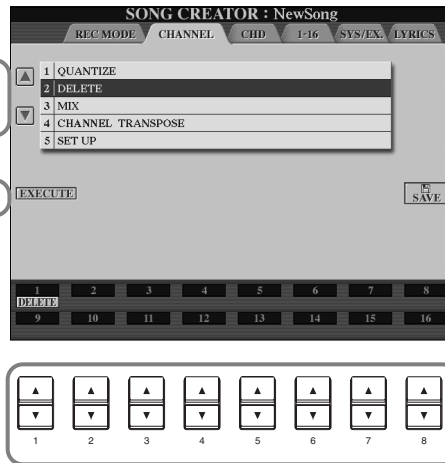 SONG CREATOR : NewSong
REC MODE CHANNEL CHD 1-16 SYS/EX. LYRICS
1 QUANTIZE
2 DELETE
3 MIX
4 CHANNEL TRANSPOSE
5 SET UP
EXECUTE
SAVE
1 2 3 4 5 6 7 8
DELETE
9 10 11 12 13 14 15 16
1 2 3 4 5 6 7 8